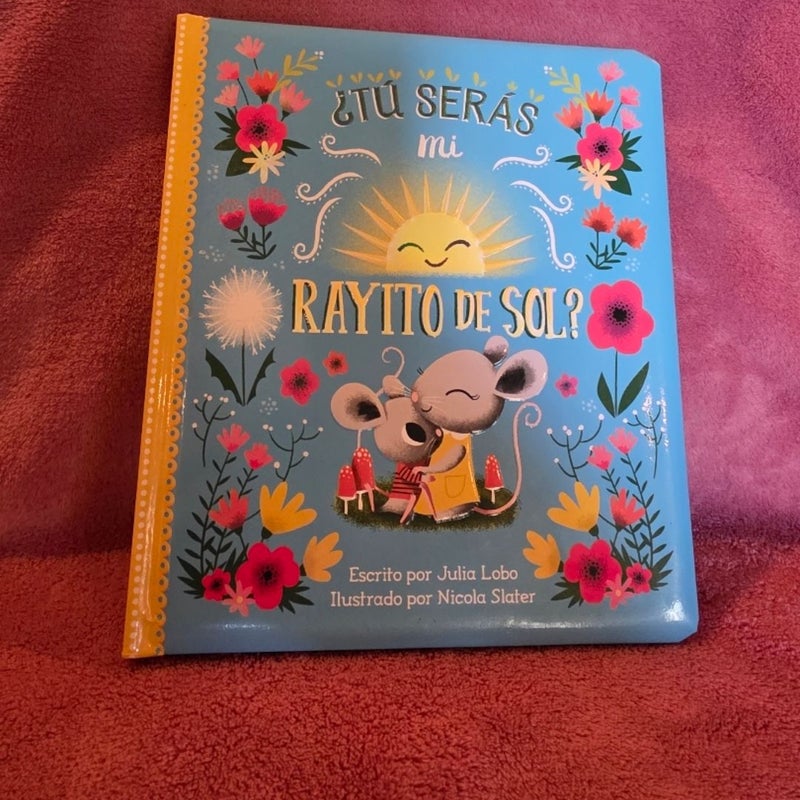 ¿TÚ SERÁS
mi
RAYITO DE SOL?
Escrito por Julia Lobo
Ilustrado por Nicola Slater